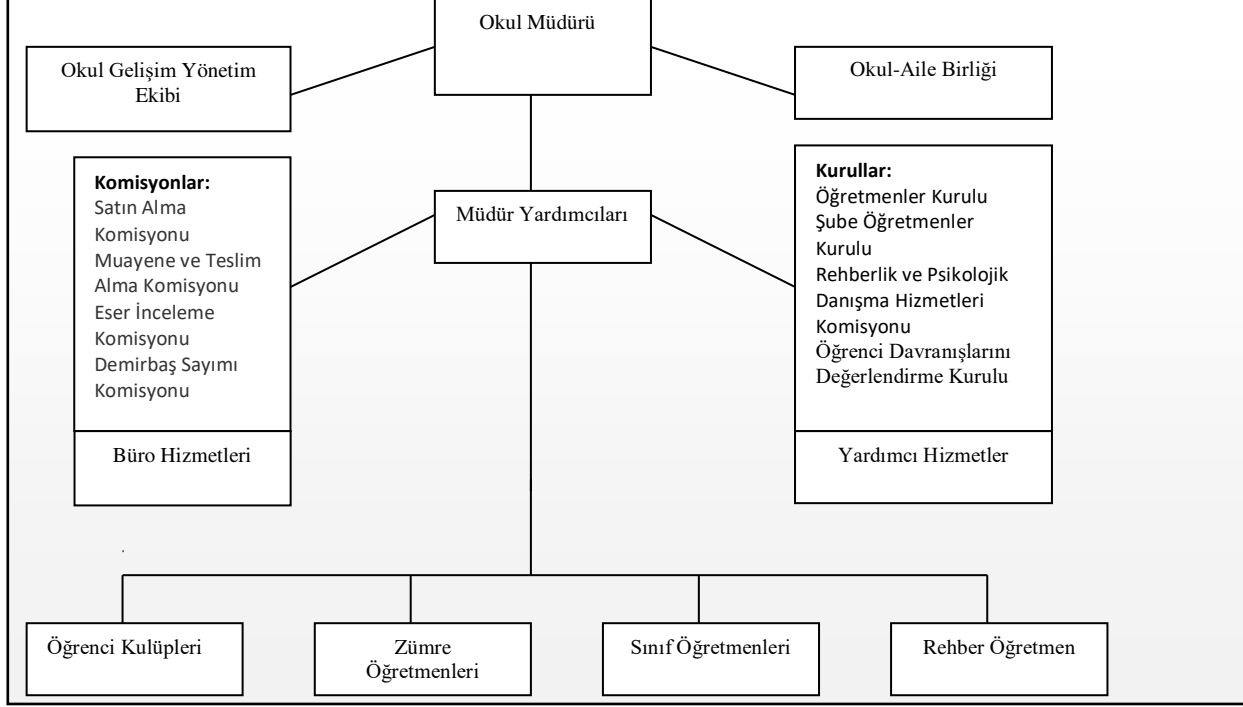 Okul Müdürü
Okul Gelişim Yönetim
Ekibi
Okul-Aile Birliği
Komisyonlar:
Satın Alma
Komisyonu
Muayene ve Teslim
Alma Komisyonu
Eser İnceleme
Komisyonu
Demirbaş Sayımı
Komisyonu
Müdür Yardımcıları
Kurullar:
Öğretmenler Kurulu
Şube Öğretmenler
Kurulu
Rehberlik ve Psikolojik
Danışma Hizmetleri
Komisyonu
Öğrenci Davranışlarını
Değerlendirme Kurulu
Büro Hizmetleri
Yardımcı Hizmetler
Öğrenci Kulüpleri
Zümre
Öğretmenleri
Sınıf Öğretmenleri
Rehber Öğretmen